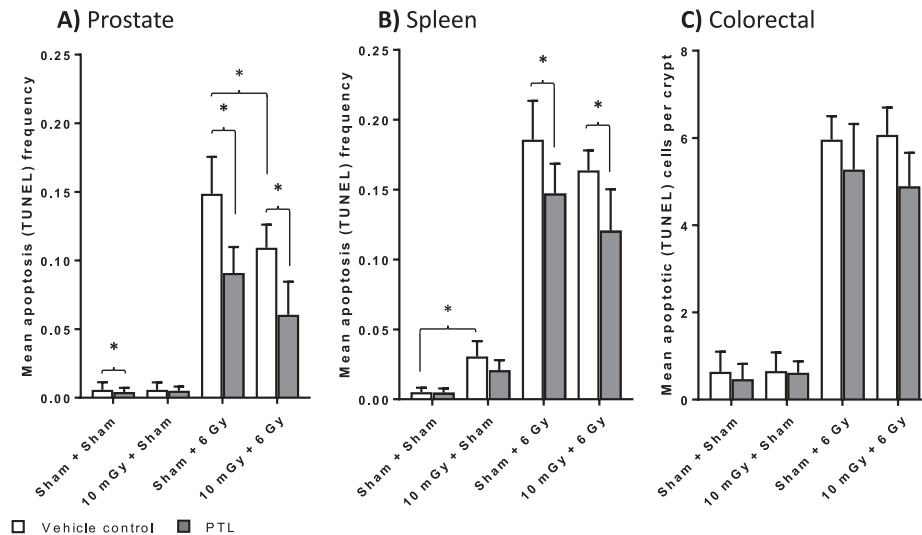 A) Prostate
Mean apoptosis (TUNEL) frequency
0.25
0.20
0.15
0.10
0.05
0.00
*
*
*
*
Sham + Sham
10 mGy + Sham
Sham + 6 Gy
10 mGy + 6 Gy
B) Spleen
Mean apoptosis (TUNEL) frequency
0.25
0.20
0.15
0.10
0.05
0.00
*
*
*
Sham + Sham
10 mGy + Sham
Sham + 6 Gy
10 mGy + 6 Gy
C) Colorectal
Mean apoptotic (TUNEL) cells per crypt
8
6
4
2
0
Sham + Sham
10 mGy + Sham
Sham + 6 Gy
10 mGy + 6 Gy
Vehicle control
PTL